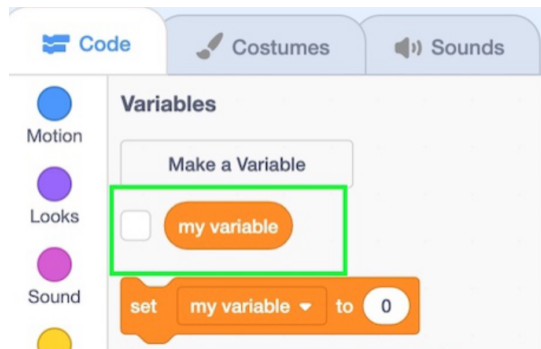 Code Costumes Sounds
Motion
Looks
Sound
Variables
Make a Variable
my variable
set my variable to 0